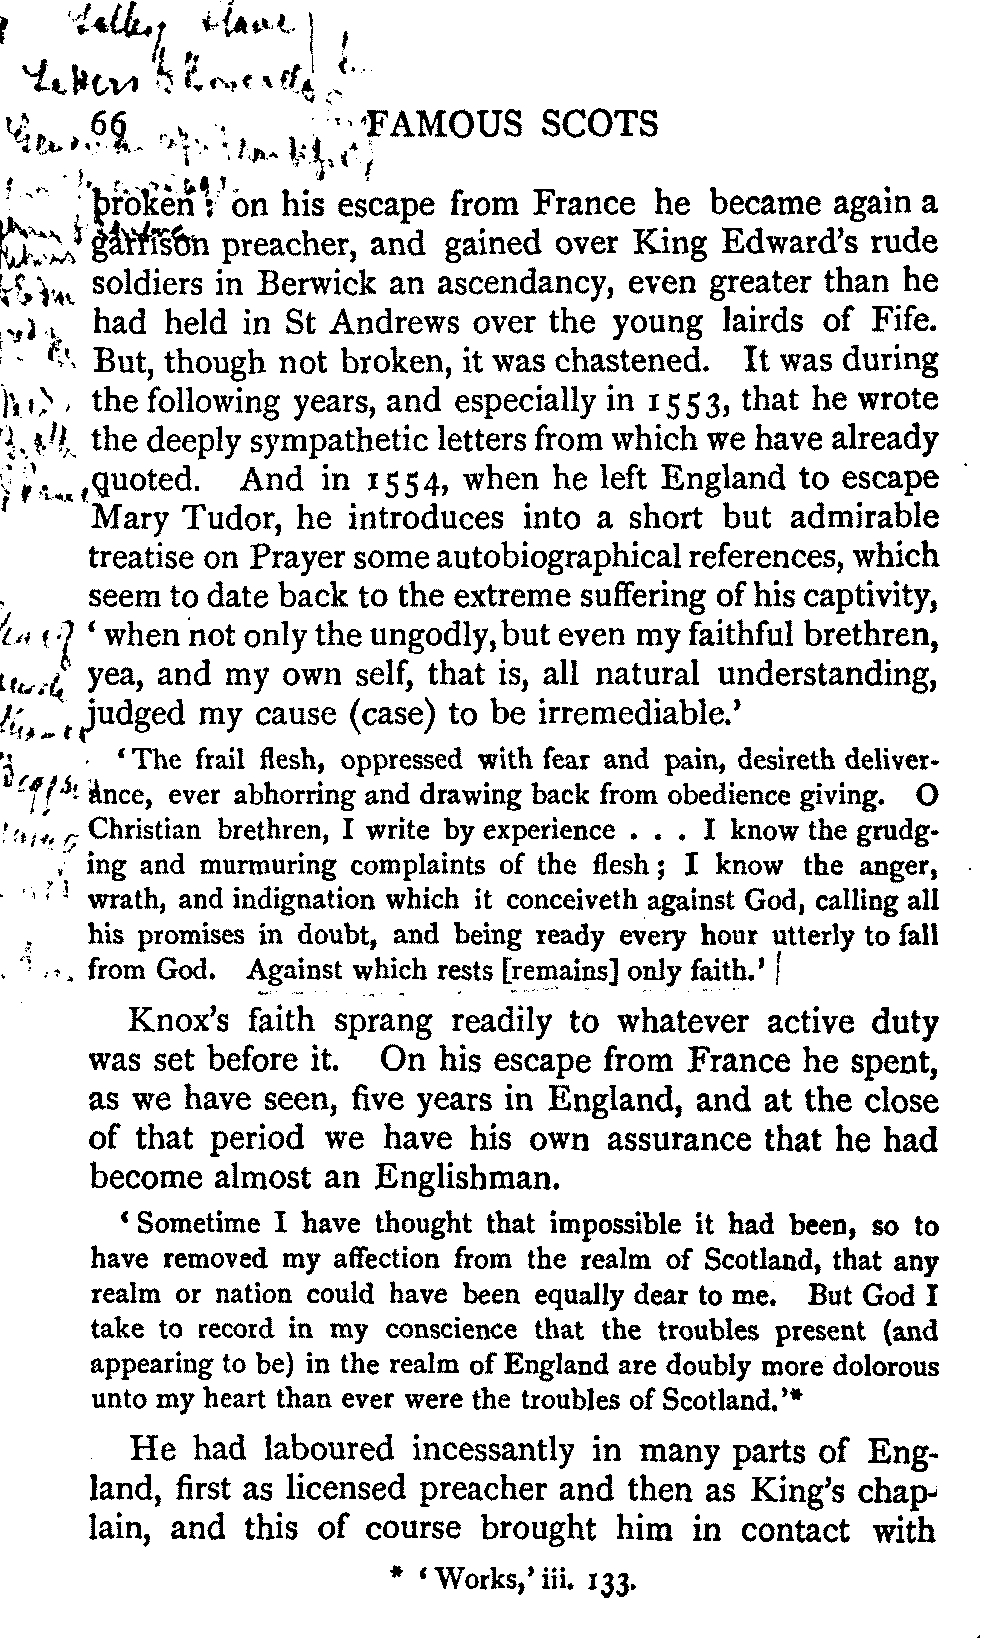 66
FAMOUS SCOTS
broken: on his escape from France he became again a
garrison preacher, and gained over King Edward's rude
soldiers in Berwick an ascendancy, even greater than he
had held in St Andrews over the young lairds of Fife.
But, though not broken, it was chastened. It was during
the following years, and especially in 1553, that he wrote
the deeply sympathetic letters from which we have already
quoted. And in 1554, when he left England to escape
Mary Tudor, he introduces into a short but admirable
treatise on Prayer some autobiographical references, which
seem to date back to the extreme suffering of his captivity,
‘when not only the ungodly, but even my faithful brethren,
yea, and my own self, that is, all natural understanding,
judged my cause (case) to be irremediable.’
‘The frail flesh, oppressed with fear and pain, desireth deliver-
ance, ever abhorring and drawing back from obedience giving. O
Christian brethren, I write by experience . . . I know the grudg-
ing and murmuring complaints of the flesh; I know the anger,
wrath, and indignation which it conceiveth against God, calling all
his promises in doubt, and being ready every hour utterly to fall
from God. Against which rests [remains] only faith.’
Knox's faith sprang readily to whatever active duty
was set before it. On his escape from France he spent,
as we have seen, five years in England, and at the close
of that period we have his own assurance that he had
become almost an Englishman.
‘Sometime I have thought that impossible it had been, so to
have removed my affection from the realm of Scotland, that any
realm or nation could have been equally dear to me. But God I
take to record in my conscience that the troubles present (and
appearing to be) in the realm of England are doubly more dolorous
unto my heart than ever were the troubles of Scotland.’*
He had laboured incessantly in many parts of Eng-
land, first as licensed preacher and then as King's chap-
lain, and this of course brought him in contact with
* ‘Works,’ iii. 133.